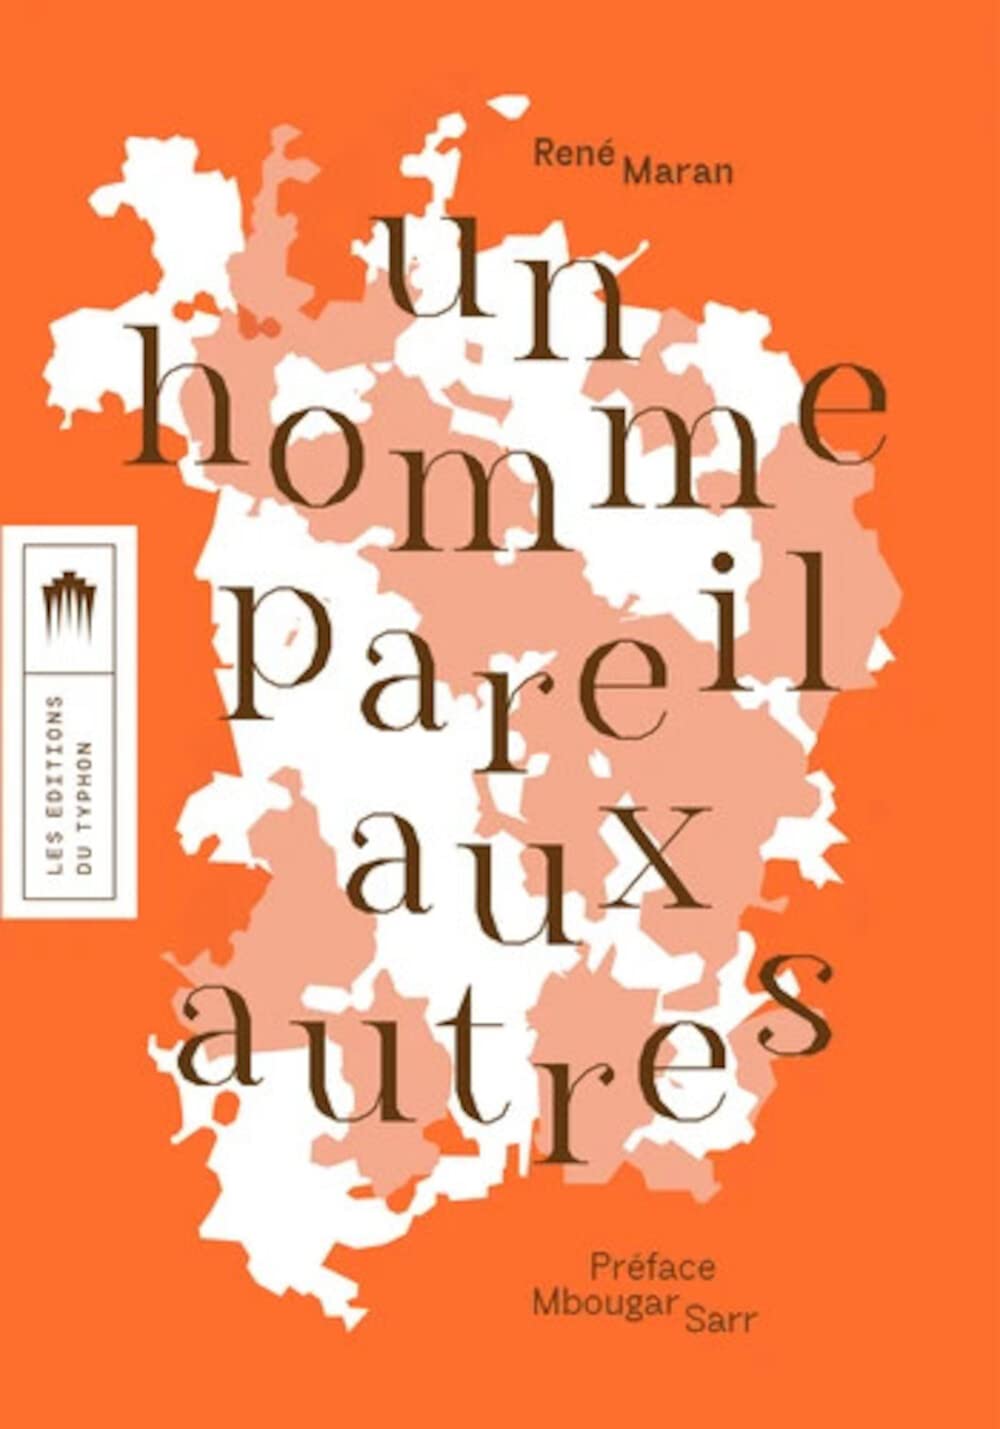 René Maran
un
homme
pareil
aux
autres
LES EDITIONS
DU TYPHON
Préface
Mbougar Sarr